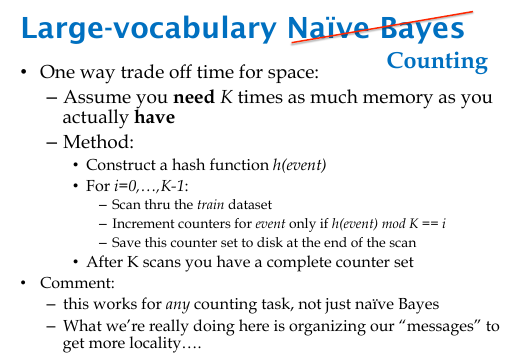 Large-vocabulary Naïve Bayes
Counting
• One way trade off time for space:
– Assume you need K times as much memory as you
actually have
– Method:
• Construct a hash function h(event)
• For i=0,…,K-1:
– Scan thru the train dataset
– Increment counters for event only if h(event) mod K == i
– Save this counter set to disk at the end of the scan
• After K scans you have a complete counter set
• Comment:
– this works for any counting task, not just naïve Bayes
– What we’re really doing here is organizing our “messages” to
get more locality….